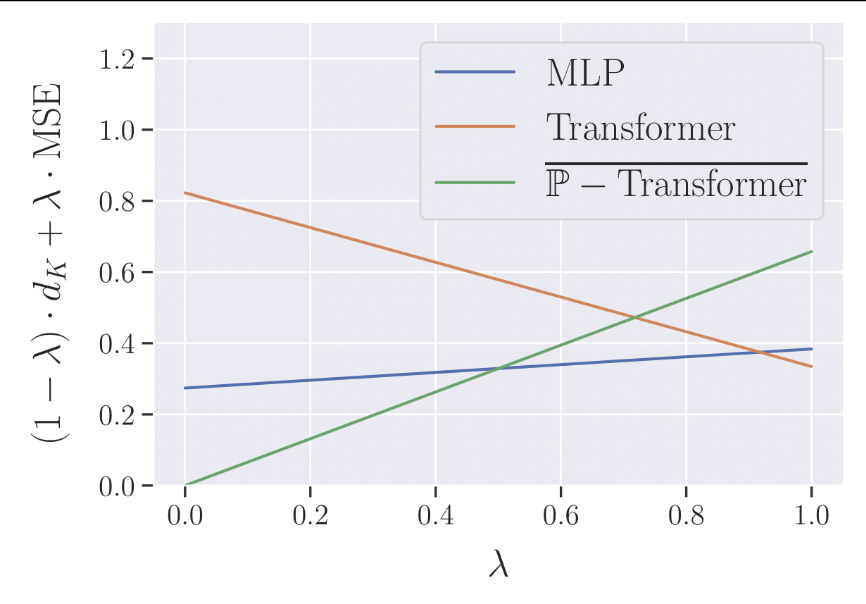 (1 − λ) · d_K + λ · MSE
1.2
1.0
0.8
0.6
0.4
0.2
0.0
MLP
Transformer
ℙ − Transformer
0.0 0.2 0.4 0.6 0.8 1.0
λ